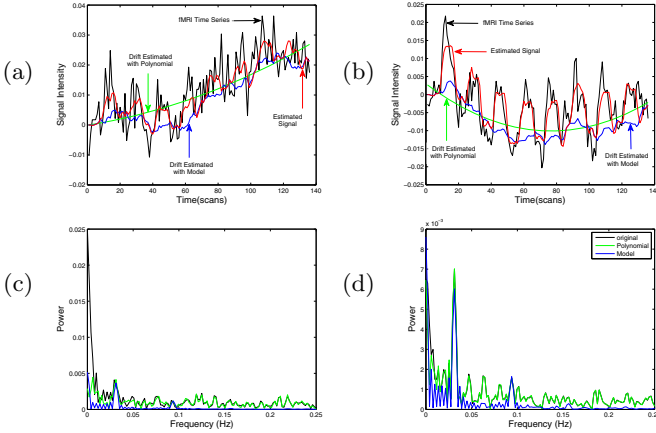 (a)
Signal Intensity
0.04
0.03
0.02
0.01
0
-0.01
-0.02
fMRI Time Series
Drift Estimated
with Polynomial
Estimated
Signal
Drift Estimated
with Model
0 20 40 60 80 100 120 140
Time(scans)
(b)
Signal Intensity
0.025
0.02
0.015
0.01
0.005
0
-0.005
-0.01
-0.015
-0.02
-0.025
fMRI Time Series
Estimated Signal
Drift Estimated
with Polynomial
Drift Estimated
with Model
0 20 40 60 80 100 120 140
Time(scans)
(c)
Power
0.025
0.02
0.015
0.01
0.005
0
0 0.05 0.1 0.15 0.2 0.25
Frequency (Hz)
(d)
Power
9 × 10⁻³
8
7
6
5
4
3
2
1
0
original
Polynomial
Model
0 0.05 0.1 0.15 0.2
Frequency (Hz)